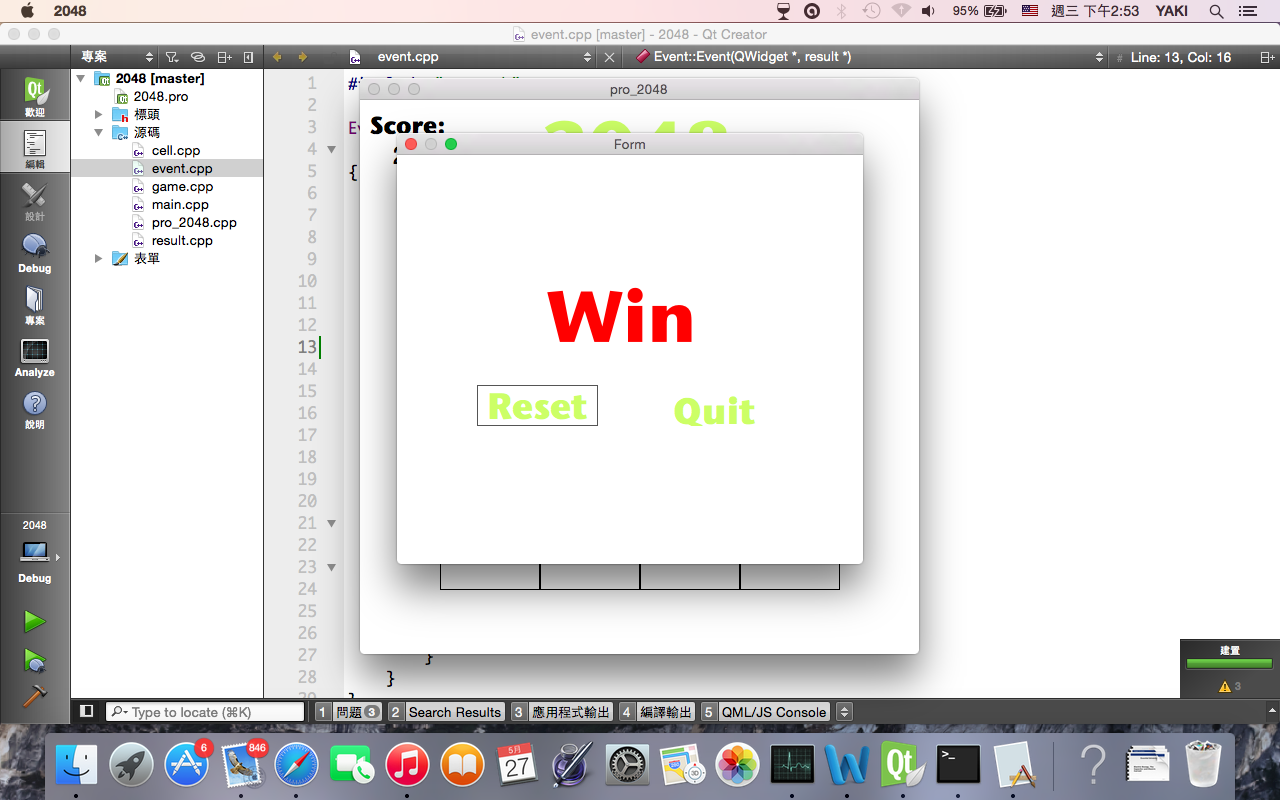 2048
95%
週三 下午2:53
YAKI
event.cpp [master] - 2048 - Qt Creator
專案
event.cpp
Event::Event(QWidget *, result *)
# Line: 13, Col: 16
歡迎
編輯
設計
Debug
專案
Analyze
說明
2048
Debug
2048 [master]
2048.pro
標頭
源碼
cell.cpp
event.cpp
game.cpp
main.cpp
pro_2048.cpp
result.cpp
表單
1
2
3
4
5
{
6
7
8
9
10
11
12
13
14
15
16
17
18
19
20
21
22
23
24
25
26
27
}
28
}
pro_2048
Score:
2048
Form
Win
Reset
Quit
建置
3
Type to locate (⌘K)
1 問題 3
2 Search Results
3 應用程式輸出
4 編譯輸出
5 QML/JS Console
6
846
5月
27